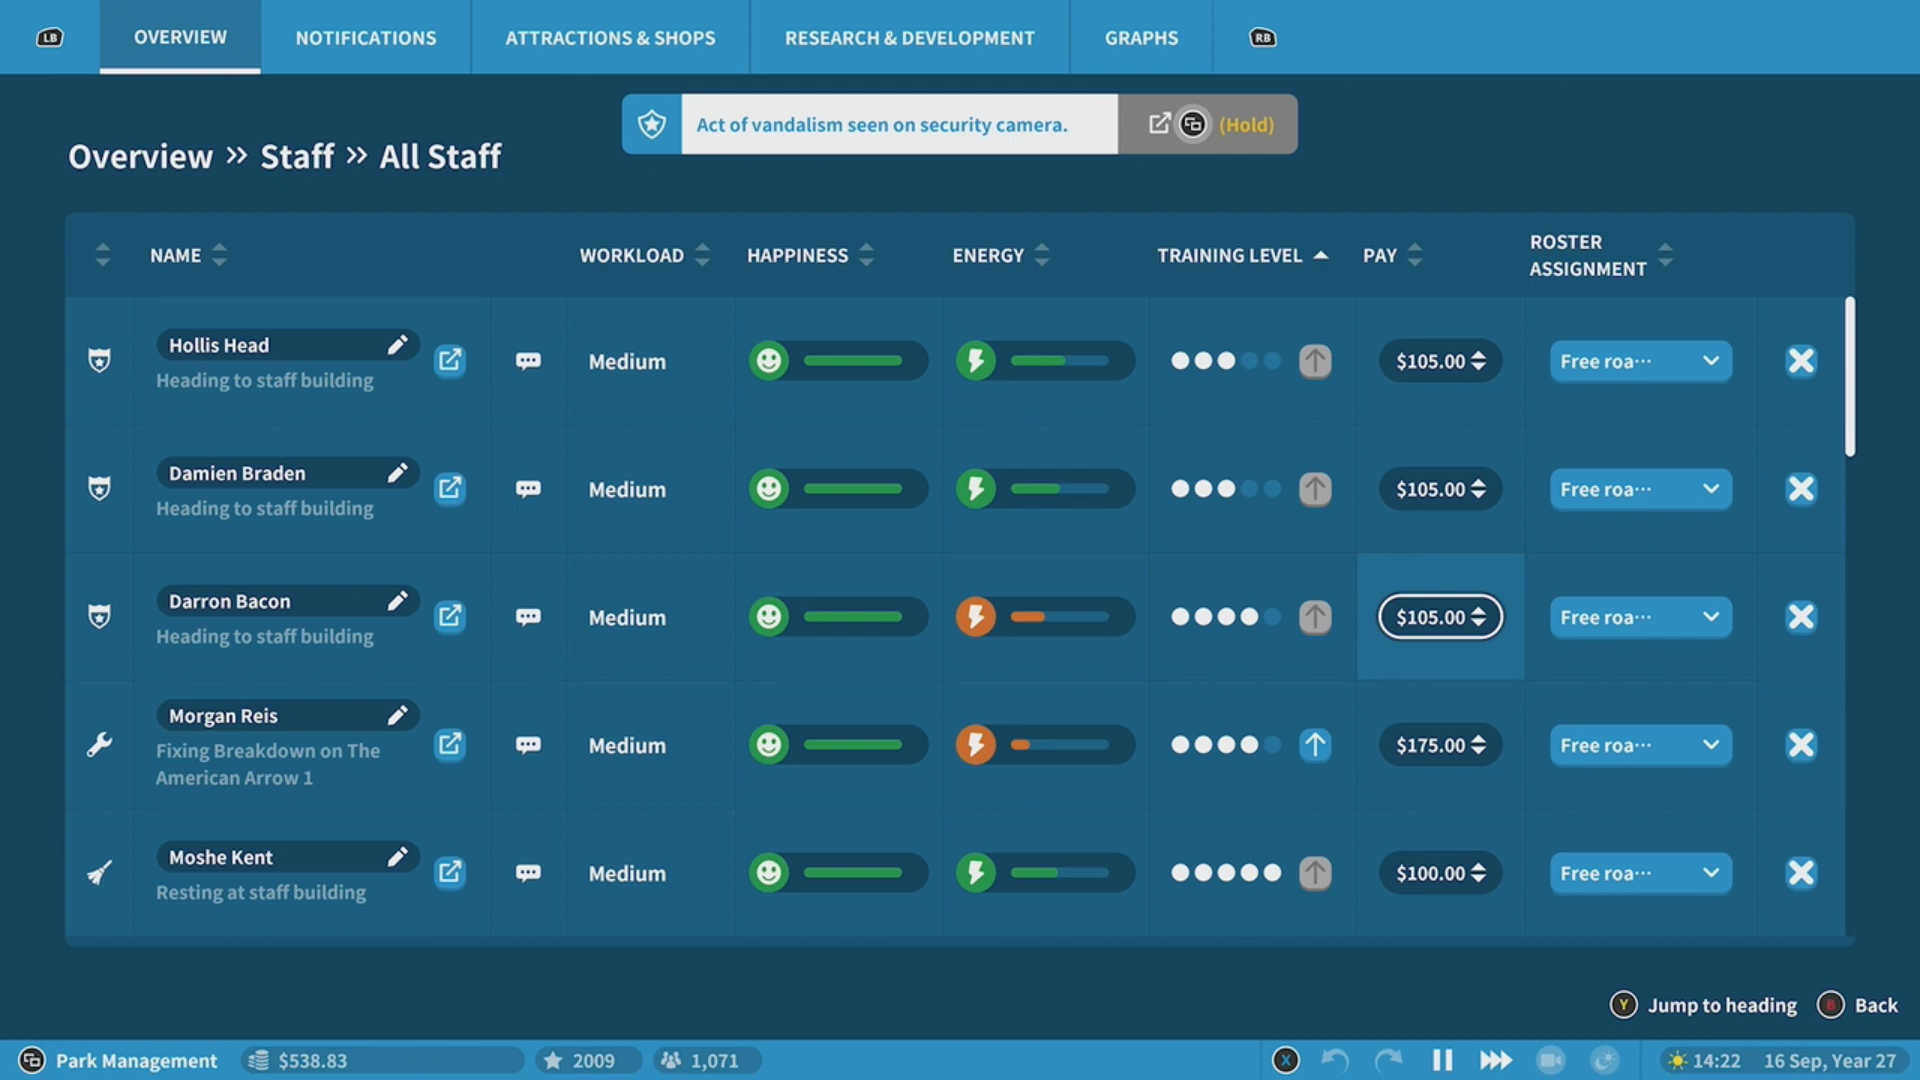 LB
OVERVIEW
NOTIFICATIONS
ATTRACTIONS & SHOPS
RESEARCH & DEVELOPMENT
GRAPHS
RB
Act of vandalism seen on security camera.
(Hold)
Overview » Staff » All Staff
NAME
WORKLOAD
HAPPINESS
ENERGY
TRAINING LEVEL
PAY
ROSTER
ASSIGNMENT
Hollis Head
Heading to staff building
Medium
$105.00
Free roa···
Damien Braden
Heading to staff building
Medium
$105.00
Free roa···
Darron Bacon
Heading to staff building
Medium
$105.00
Free roa···
Morgan Reis
Fixing Breakdown on The
American Arrow 1
Medium
$175.00
Free roa···
Moshe Kent
Resting at staff building
Medium
$100.00
Free roa···
Y Jump to heading
B Back
Park Management
$538.83
2009
1,071
X
14:22
16 Sep, Year 27